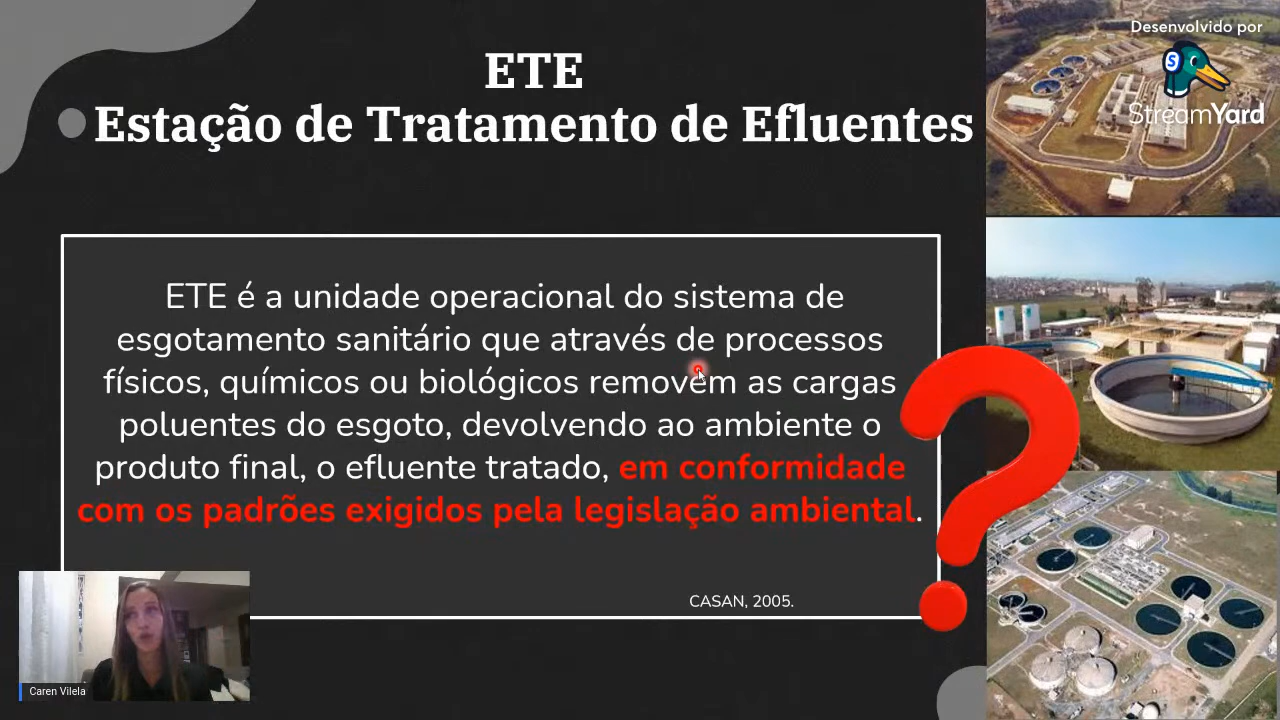 ETE
Estação de Tratamento de Efluentes
Desenvolvido por
StreamYard
ETE é a unidade operacional do sistema de
esgotamento sanitário que através de processos
físicos, químicos ou biológicos removem as cargas
poluentes do esgoto, devolvendo ao ambiente o
produto final, o efluente tratado, em conformidade
com os padrões exigidos pela legislação ambiental.
CASAN, 2005.
?
Caren Vilela